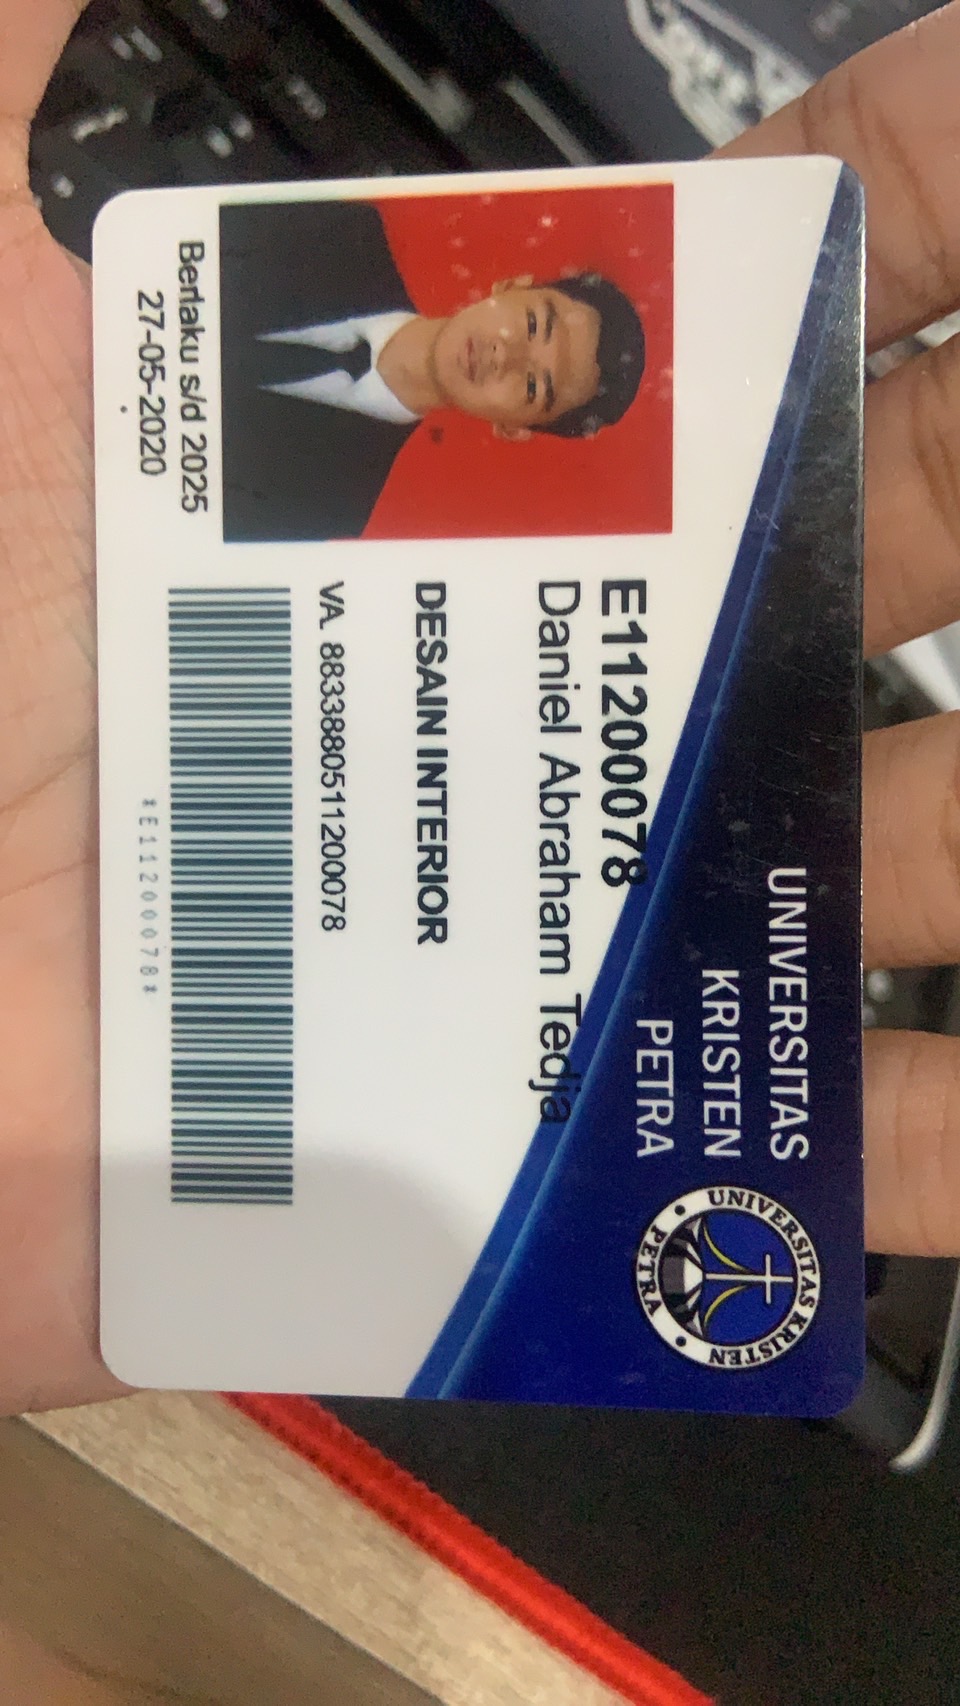 UNIVERSITAS
KRISTEN
PETRA
UNIVERSITAS KRISTEN
PETRA
E11200078
Daniel Abraham Tedja
DESAIN INTERIOR
VA. 8833880511200078
*E11200078*
Berlaku s/d 2025
27-05-2020